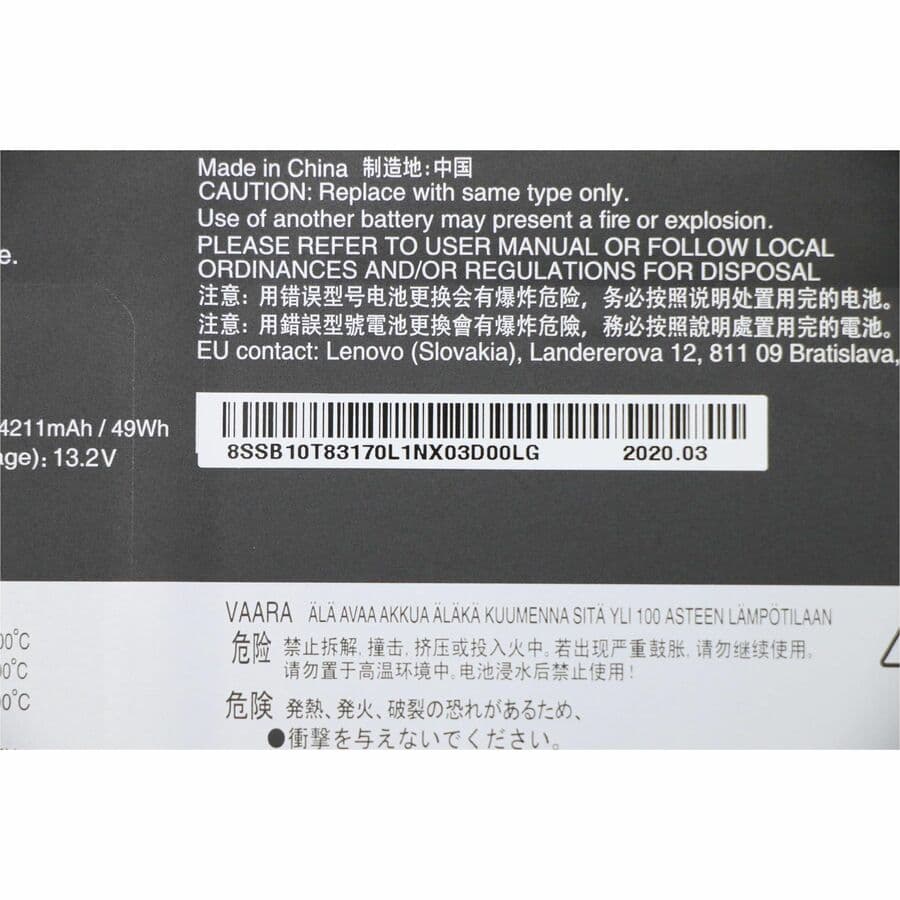 Made in China 制造地:中国
CAUTION: Replace with same type only.
Use of another battery may present a fire or explosion.
e.
PLEASE REFER TO USER MANUAL OR FOLLOW LOCAL
ORDINANCES AND/OR REGULATIONS FOR DISPOSAL
注意: 用错误型号电池更换会有爆炸危险, 务必按照说明处置用完的电池。
注意: 用錯誤型號電池更換會有爆炸危險, 務必按照說明處置用完的電池。
EU contact: Lenovo (Slovakia), Landererova 12, 811 09 Bratislava,
4211mAh / 49Wh
age): 13.2V
8SSB10T83170L1NX03D00LG 2020.03
VAARA ÄLÄ AVAA AKKUA ÄLÄKÄ KUUMENNA SITÄ YLI 100 ASTEEN LÄMPÖTILAAN
00°C
危险 禁止拆解, 撞击, 挤压或投入火中。若出现严重鼓胀, 请勿继续使用。
00°C
请勿置于高温环境中。电池浸水后禁止使用!
00°C
危険 発熱、発火、破裂の恐れがあるため、
●衝撃を与えないでください。